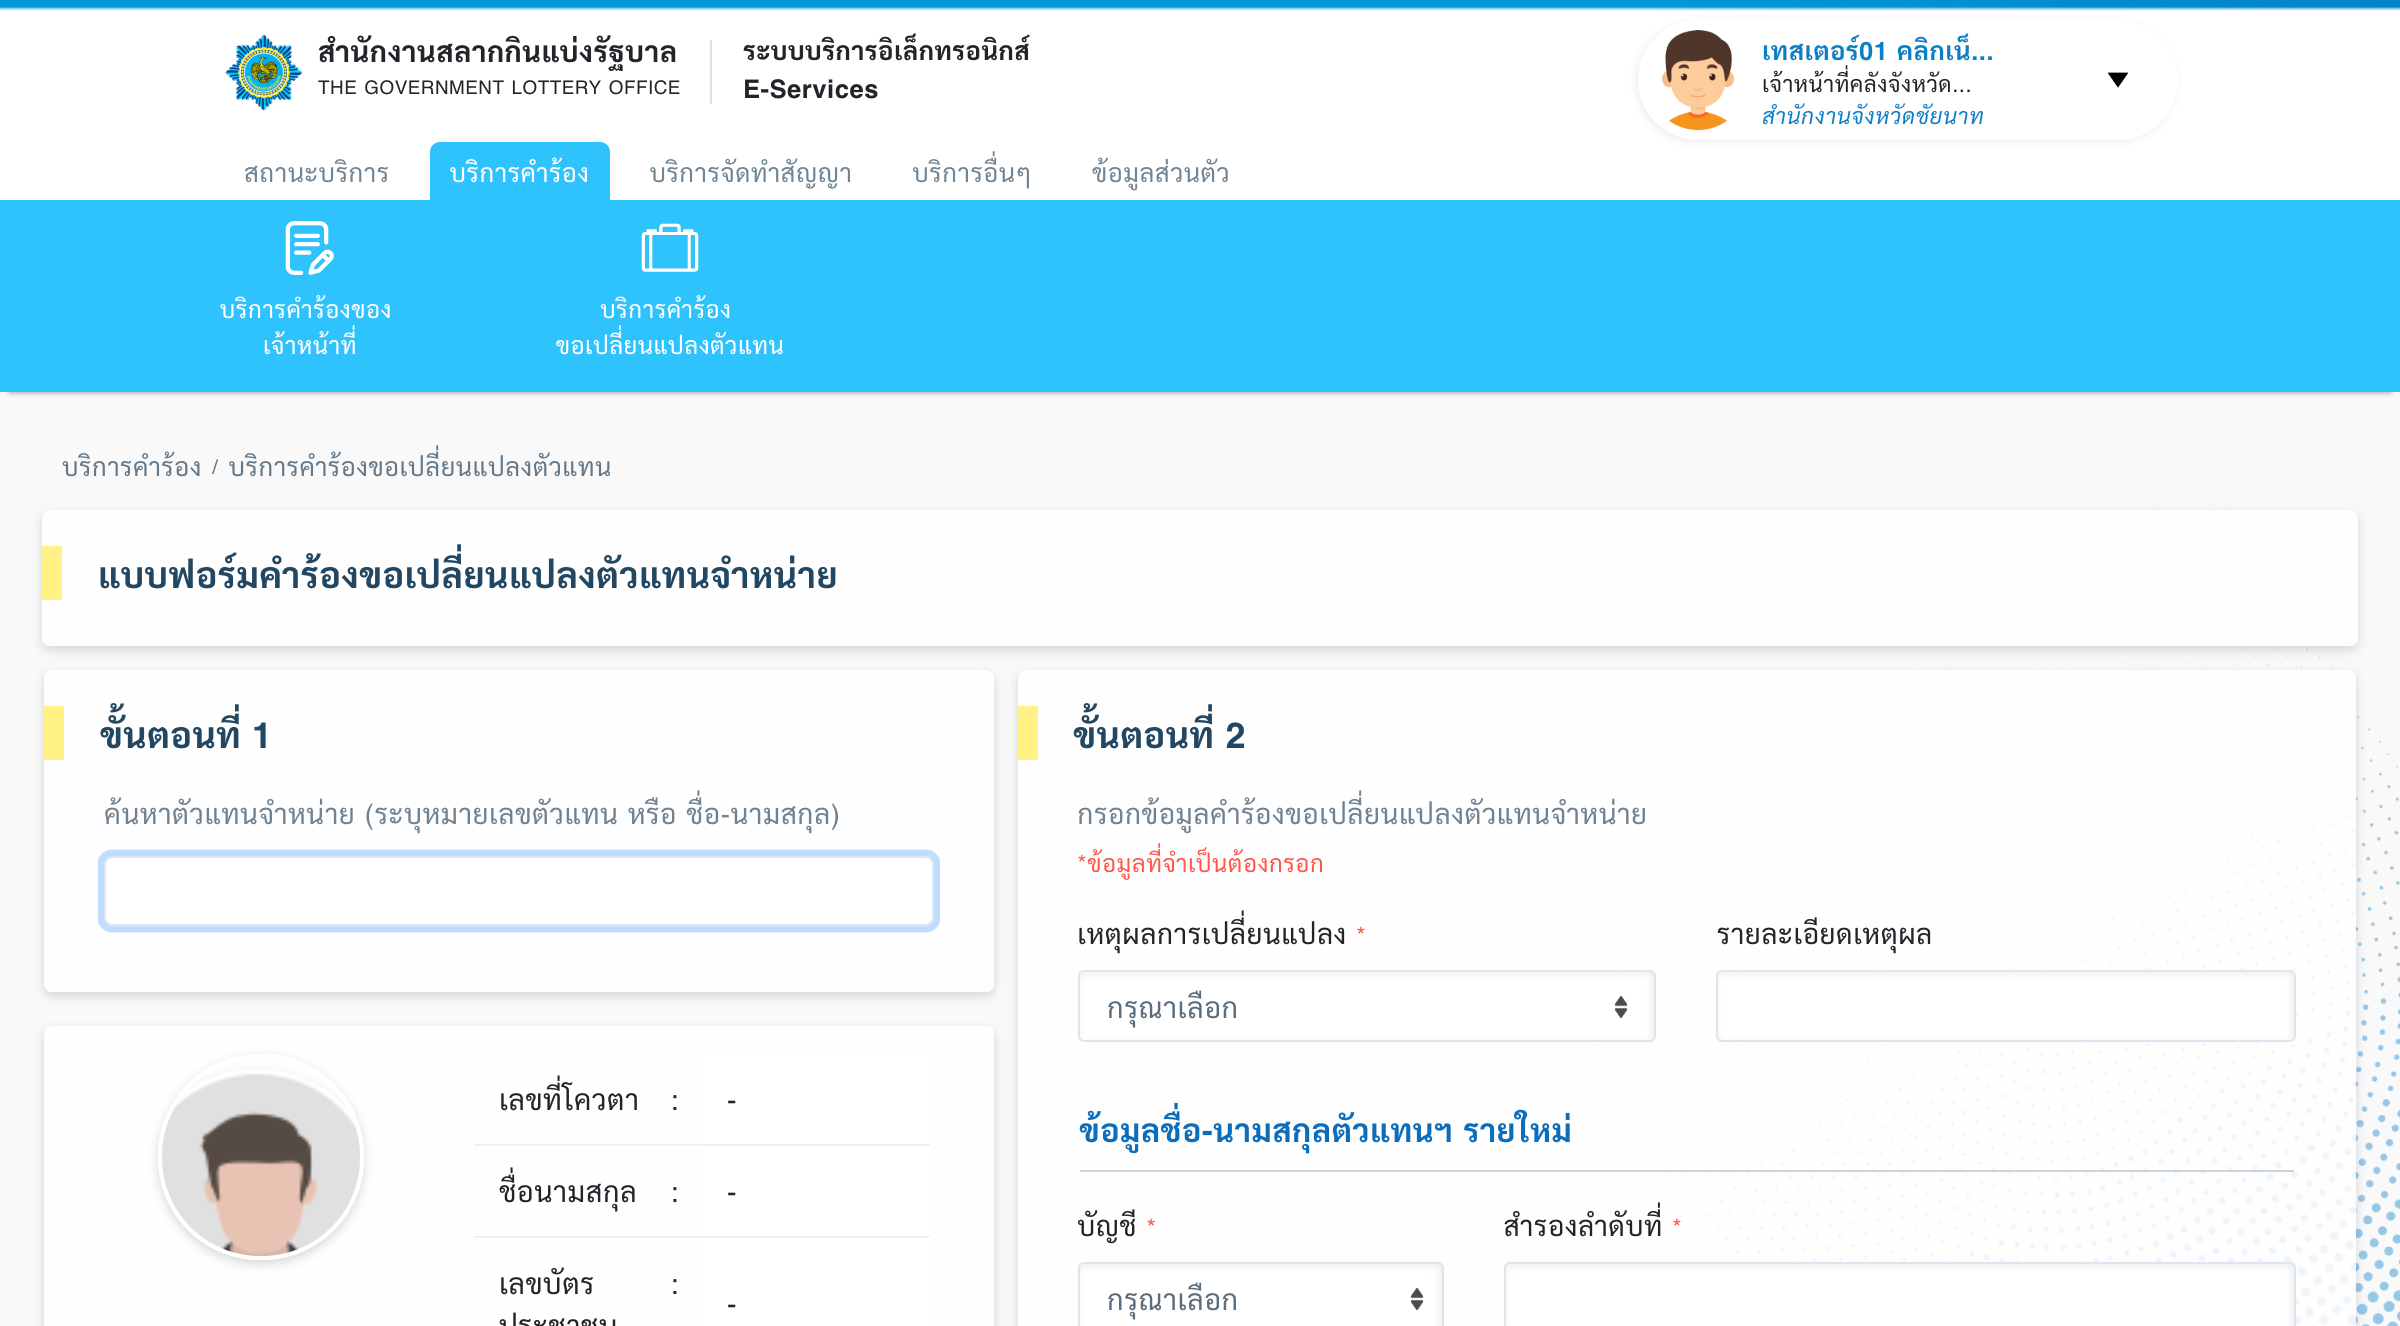 สำนักงานสลากกินแบ่งรัฐบาล
THE GOVERNMENT LOTTERY OFFICE
ระบบบริการอิเล็กทรอนิกส์
E-Services
เทสเตอร์01 คลิกเน็...
เจ้าหน้าที่คลังจังหวัด...
สำนักงานจังหวัดชัยนาท
สถานะบริการ
บริการคำร้อง
บริการจัดทำสัญญา
บริการอื่นๆ
ข้อมูลส่วนตัว
บริการคำร้องของ
เจ้าหน้าที่
บริการคำร้อง
ขอเปลี่ยนแปลงตัวแทน
บริการคำร้อง / บริการคำร้องขอเปลี่ยนแปลงตัวแทน
แบบฟอร์มคำร้องขอเปลี่ยนแปลงตัวแทนจำหน่าย
ขั้นตอนที่ 1
ค้นหาตัวแทนจำหน่าย (ระบุหมายเลขตัวแทน หรือ ชื่อ-นามสกุล)
เลขที่โควตา : -
ชื่อนามสกุล : -
เลขบัตร : -
ประชาชน
ขั้นตอนที่ 2
กรอกข้อมูลคำร้องขอเปลี่ยนแปลงตัวแทนจำหน่าย
*ข้อมูลที่จำเป็นต้องกรอก
เหตุผลการเปลี่ยนแปลง *
กรุณาเลือก
รายละเอียดเหตุผล
ข้อมูลชื่อ-นามสกุลตัวแทนฯ รายใหม่
บัญชี *
กรุณาเลือก
สำรองลำดับที่ *